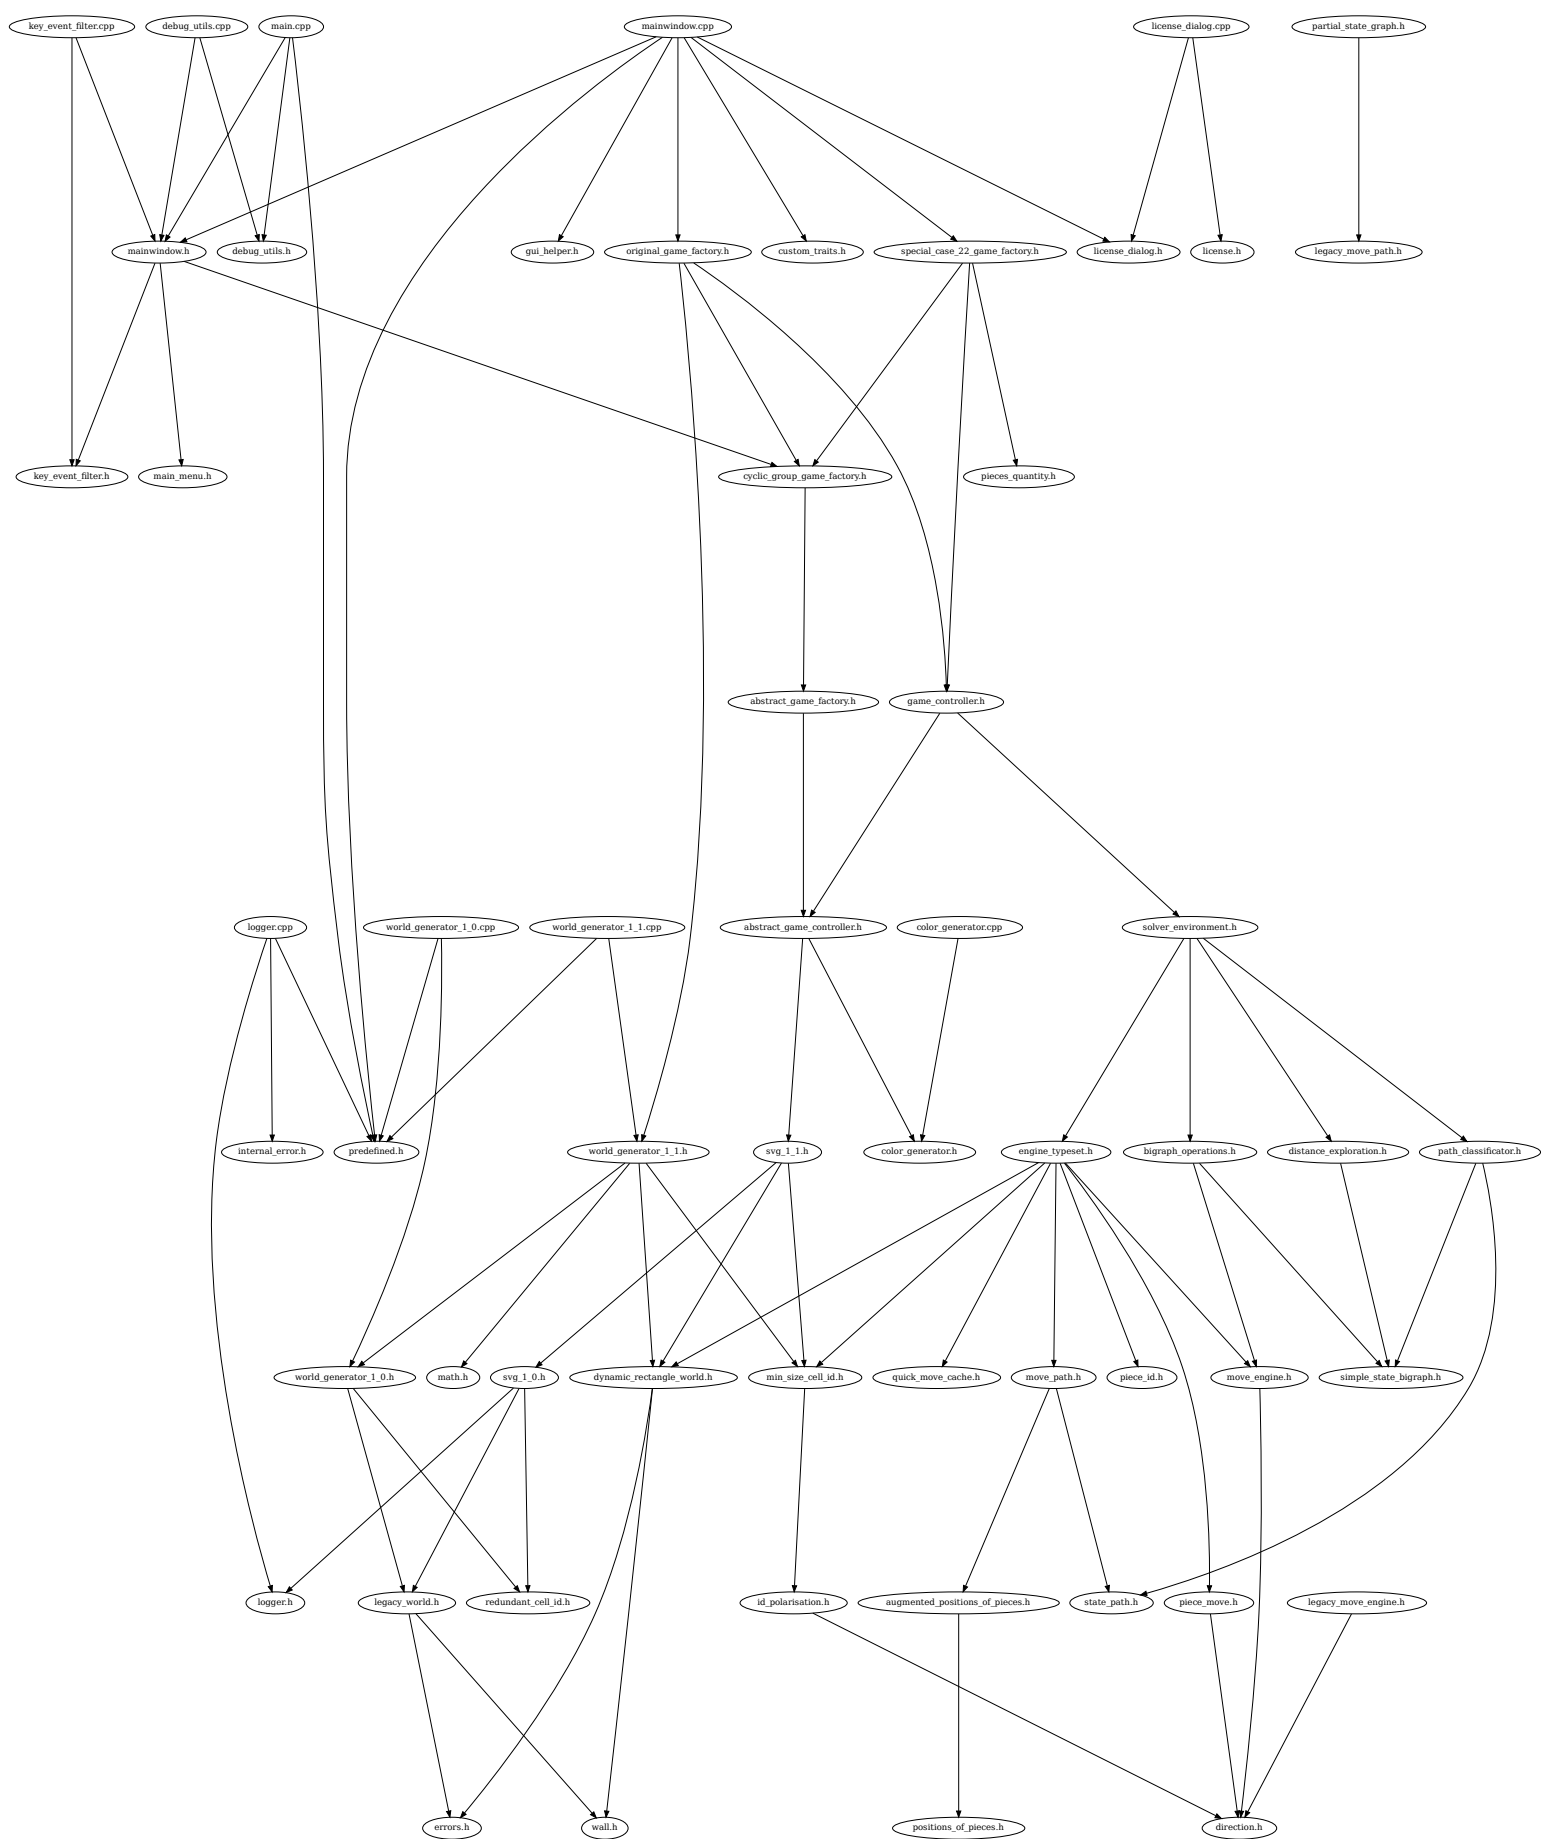 key_event_filter.cpp
debug_utils.cpp
main.cpp
mainwindow.cpp
license_dialog.cpp
partial_state_graph.h
mainwindow.h
debug_utils.h
gui_helper.h
original_game_factory.h
custom_traits.h
special_case_22_game_factory.h
license_dialog.h
license.h
legacy_move_path.h
key_event_filter.h
main_menu.h
cyclic_group_game_factory.h
pieces_quantity.h
abstract_game_factory.h
game_controller.h
logger.cpp
world_generator_1_0.cpp
world_generator_1_1.cpp
abstract_game_controller.h
color_generator.cpp
solver_environment.h
internal_error.h
predefined.h
world_generator_1_1.h
svg_1_1.h
color_generator.h
engine_typeset.h
bigraph_operations.h
distance_exploration.h
path_classificator.h
world_generator_1_0.h
math.h
svg_1_0.h
dynamic_rectangle_world.h
min_size_cell_id.h
quick_move_cache.h
move_path.h
piece_id.h
move_engine.h
simple_state_bigraph.h
logger.h
legacy_world.h
redundant_cell_id.h
id_polarisation.h
augmented_positions_of_pieces.h
state_path.h
piece_move.h
legacy_move_engine.h
errors.h
wall.h
positions_of_pieces.h
direction.h